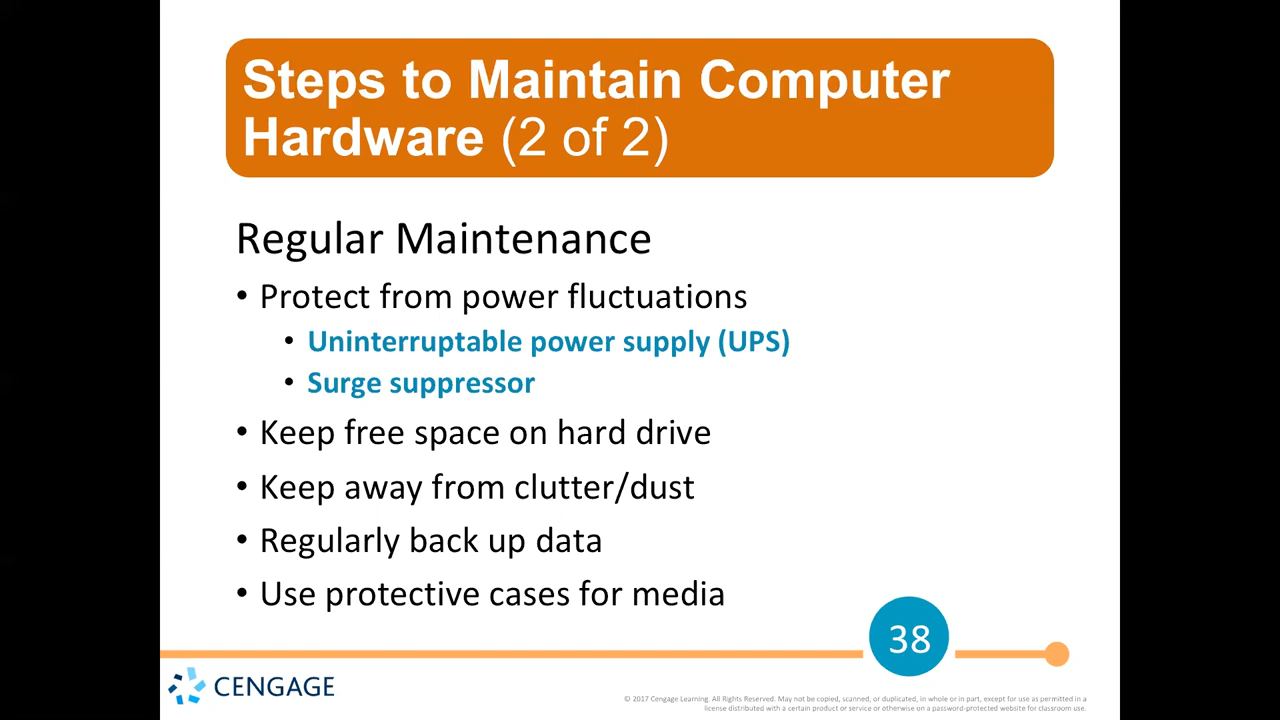 Steps to Maintain Computer
Hardware (2 of 2)
Regular Maintenance
• Protect from power fluctuations
• Uninterruptable power supply (UPS)
• Surge suppressor
• Keep free space on hard drive
• Keep away from clutter/dust
• Regularly back up data
• Use protective cases for media
38
CENGAGE
© 2017 Cengage Learning. All Rights Reserved. May not be copied, scanned, or duplicated, in whole or in part, except for use as permitted in a
license distributed with a certain product or service or otherwise on a password-protected website for classroom use.